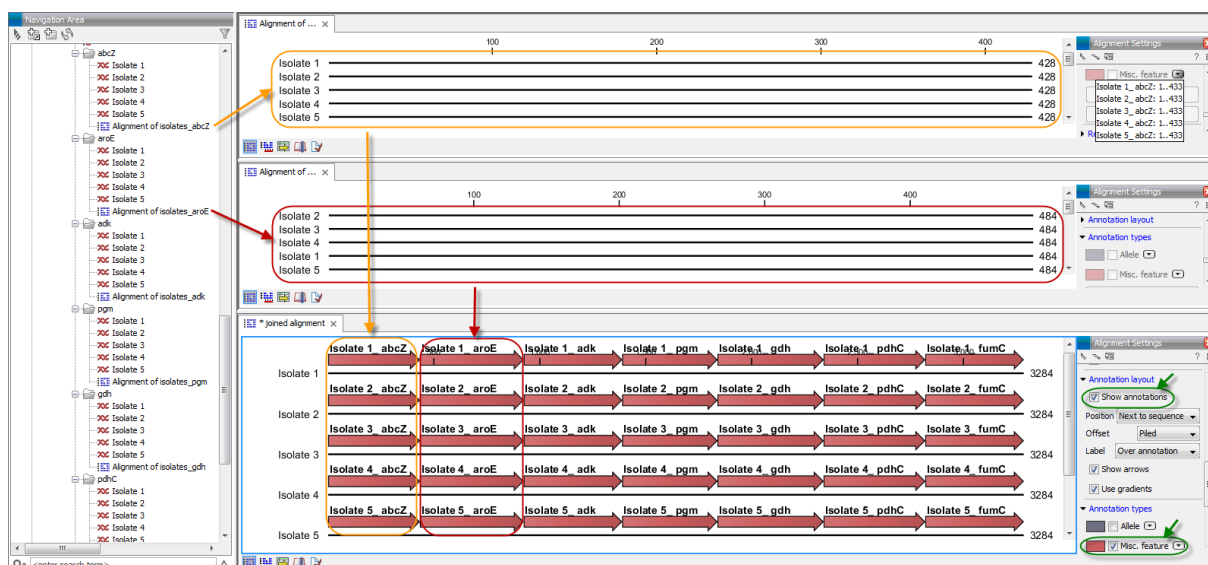 Navigation Area
abcZ
Isolate 1
Isolate 2
Isolate 3
Isolate 4
Isolate 5
Alignment of isolates_abcZ
aroE
Isolate 1
Isolate 2
Isolate 3
Isolate 4
Isolate 5
Alignment of isolates_aroE
adk
Isolate 1
Isolate 2
Isolate 3
Isolate 4
Isolate 5
Alignment of isolates_adk
pgm
Isolate 1
Isolate 2
Isolate 3
Isolate 4
Isolate 5
Alignment of isolates_pgm
gdh
Isolate 1
Isolate 2
Isolate 3
Isolate 4
Isolate 5
Alignment of isolates_gdh
pdhC
Isolate 1
Isolate 2
Isolate 3
Isolate 4
Isolate 5
<enter search term>
Alignment of ...
100 200 300 400
Isolate 1 428
Isolate 2 428
Isolate 3 428
Isolate 4 428
Isolate 5 428
Alignment Settings
Misc. feature
Isolate 1_ abcZ: 1..433
Isolate 2_ abcZ: 1..433
Isolate 3_ abcZ: 1..433
Isolate 4_ abcZ: 1..433
Isolate 5_ abcZ: 1..433
Alignment of ...
100 200 300 400
Isolate 2 484
Isolate 3 484
Isolate 4 484
Isolate 1 484
Isolate 5 484
Alignment Settings
Annotation layout
Annotation types
Allele
Misc. feature
* joined alignment
Isolate 1_ abcZ Isolate 1_ aroE Isolate 1_ adk Isolate 1_ pgm Isolate 1_ gdh Isolate 1_ pdhC Isolate 1_ fumC
Isolate 1 3284
Isolate 2_ abcZ Isolate 2_ aroE Isolate 2_ adk Isolate 2_ pgm Isolate 2_ gdh Isolate 2_ pdhC Isolate 2_ fumC
Isolate 2 3284
Isolate 3_ abcZ Isolate 3_ aroE Isolate 3_ adk Isolate 3_ pgm Isolate 3_ gdh Isolate 3_ pdhC Isolate 3_ fumC
Isolate 3 3284
Isolate 4_ abcZ Isolate 4_ aroE Isolate 4_ adk Isolate 4_ pgm Isolate 4_ gdh Isolate 4_ pdhC Isolate 4_ fumC
Isolate 4 3284
Isolate 5_ abcZ Isolate 5_ aroE Isolate 5_ adk Isolate 5_ pgm Isolate 5_ gdh Isolate 5_ pdhC Isolate 5_ fumC
Isolate 5 3284
Alignment Settings
Annotation layout
Show annotations
Position Next to sequence
Offset Piled
Label Over annotation
Show arrows
Use gradients
Annotation types
Allele
Misc. feature